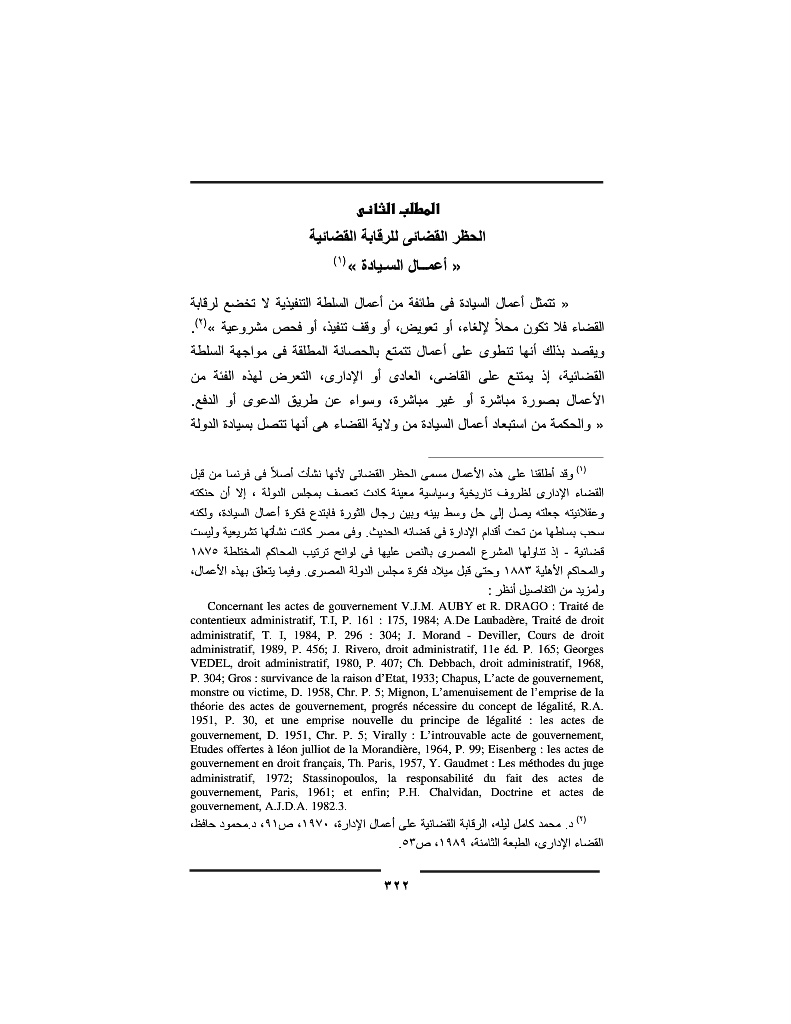 المطلب الثانى
الحظر القضائى للرقابة القضائية
« أعمــال السـيادة » (١)
« تتمثل أعمال السيادة فى طائفة من أعمال السلطة التنفيذية لا تخضع لرقابة
القضاء فلا تكون محلاً لإلغاء، أو تعويض، أو وقف تنفيذ، أو فحص مشروعية »(٢).
ويقصد بذلك أنها تنطوى على أعمال تتمتع بالحصانة المطلقة فى مواجهة السلطة
القضائية، إذ يمتنع على القاضى، العادى أو الإدارى، التعرض لهذه الفئة من
الأعمال بصورة مباشرة أو غير مباشرة، وسواء عن طريق الدعوى أو الدفع.
« والحكمة من استبعاد أعمال السيادة من ولاية القضاء هى أنها تتصل بسيادة الدولة
(١) وقد أطلقنا على هذه الأعمال مسمى الحظر القضائى لأنها نشأت أصلاً فى فرنسا من قبل
القضاء الإدارى لظروف تاريخية وسياسية معينة كادت تعصف بمجلس الدولة ، إلا أن حنكته
وعقلانيته جعلته يصل إلى حل وسط بينه وبين رجال الثورة فابتدع فكرة أعمال السيادة، ولكنه
سحب بساطها من تحت أقدام الإدارة فى قضائه الحديث. وفى مصر كانت نشأتها تشريعية وليست
قضائية - إذ تناولها المشرع المصرى بالنص عليها فى لوائح ترتيب المحاكم المختلطة ١٨٧٥
والمحاكم الأهلية ١٨٨٣ وحتى قبل ميلاد فكرة مجلس الدولة المصرى. وفيما يتعلق بهذه الأعمال،
ولمزيد من التفاصيل أنظر :
Concernant les actes de gouvernement V.J.M. AUBY et R. DRAGO : Traité de
contentieux administratif, T.I, P. 161 : 175, 1984; A.De Laubadère, Traité de droit
administratif, T. I, 1984, P. 296 : 304; J. Morand - Deviller, Cours de droit
administratif, 1989, P. 456; J. Rivero, droit administratif, 11e éd. P. 165; Georges
VEDEL, droit administratif, 1980, P. 407; Ch. Debbach, droit administratif, 1968,
P. 304; Gros : survivance de la raison d'Etat, 1933; Chapus, L'acte de gouvernement,
monstre ou victime, D. 1958, Chr. P. 5; Mignon, L'amenuisement de l'emprise de la
théorie des actes de gouvernement, progrés nécessire du concept de légalité, R.A.
1951, P. 30, et une emprise nouvelle du principe de légalité : les actes de
gouvernement, D. 1951, Chr. P. 5; Virally : L'introuvable acte de gouvernement,
Etudes offertes à léon julliot de la Morandière, 1964, P. 99; Eisenberg : les actes de
gouvernement en droit français, Th. Paris, 1957, Y. Gaudmet : Les méthodes du juge
administratif, 1972; Stassinopoulos, la responsabilité du fait des actes de
gouvernement, Paris, 1961; et enfin; P.H. Chalvidan, Doctrine et actes de
gouvernement, A.J.D.A. 1982.3.
(٢) د. محمد كامل ليله، الرقابة القضائية على أعمال الإدارة، ١٩٧٠، ص٩١، د.محمود حافظ،
القضاء الإدارى، الطبعة الثامنة، ١٩٨٩، ص٥٣.
٣٢٢